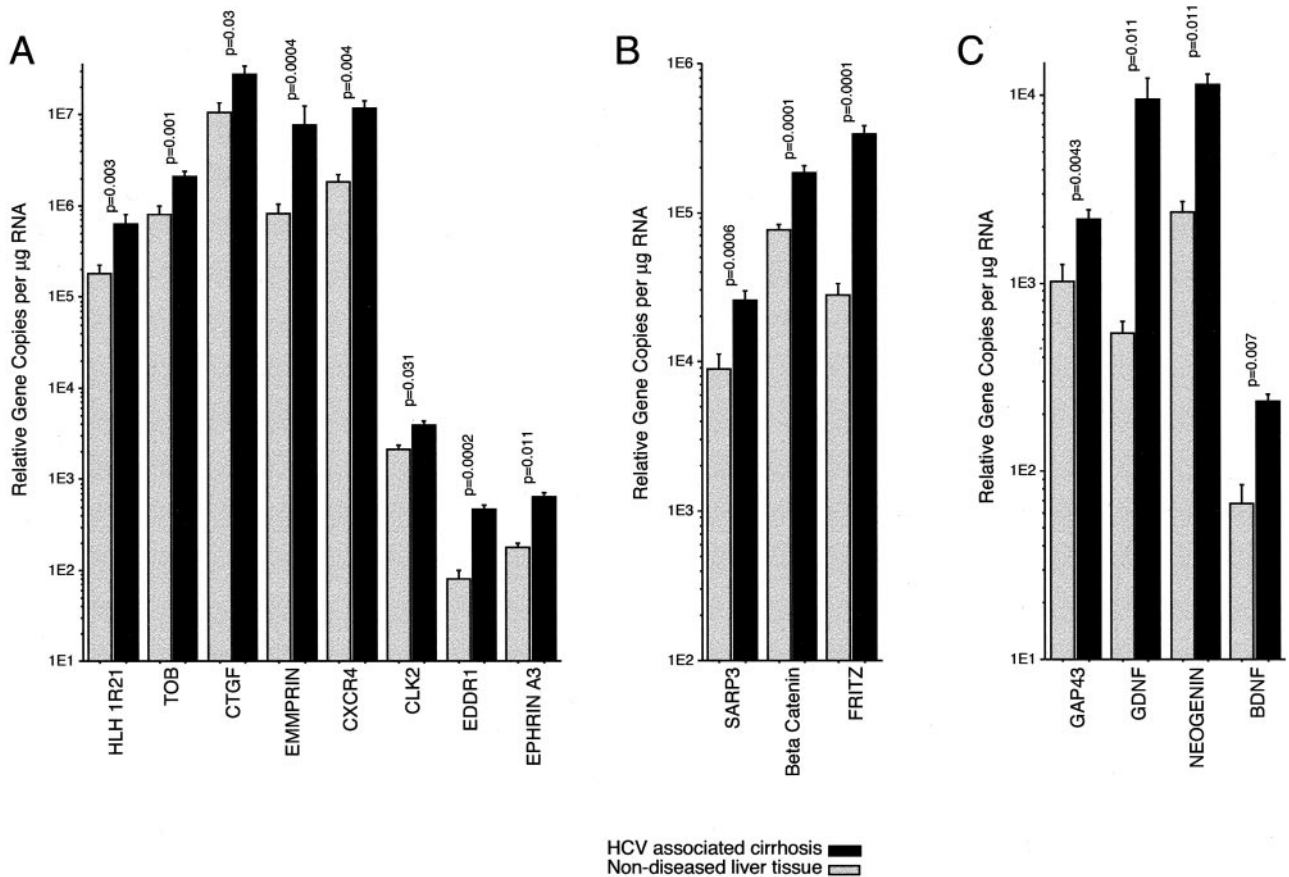 A
Relative Gene Copies per µg RNA
1E7
1E6
1E5
1E4
1E3
1E2
1E1
p=0.003
p=0.001
p=0.03
p=0.0004
p=0.004
p=0.031
p=0.0002
p=0.011
HLH 1R21
TOB
CTGF
EMMPRIN
CXCR4
CLK2
EDDR1
EPHRIN A3
B
Relative Gene Copies per µg RNA
1E6
1E5
1E4
1E3
1E2
p=0.0006
p=0.0001
p=0.0001
SARP3
Beta Catenin
FRITZ
C
Relative Gene Copies per µg RNA
1E4
1E3
1E2
1E1
p=0.0043
p=0.011
p=0.011
p=0.007
GAP43
GDNF
NEOGENIN
BDNF
HCV associated cirrhosis
Non-diseased liver tissue